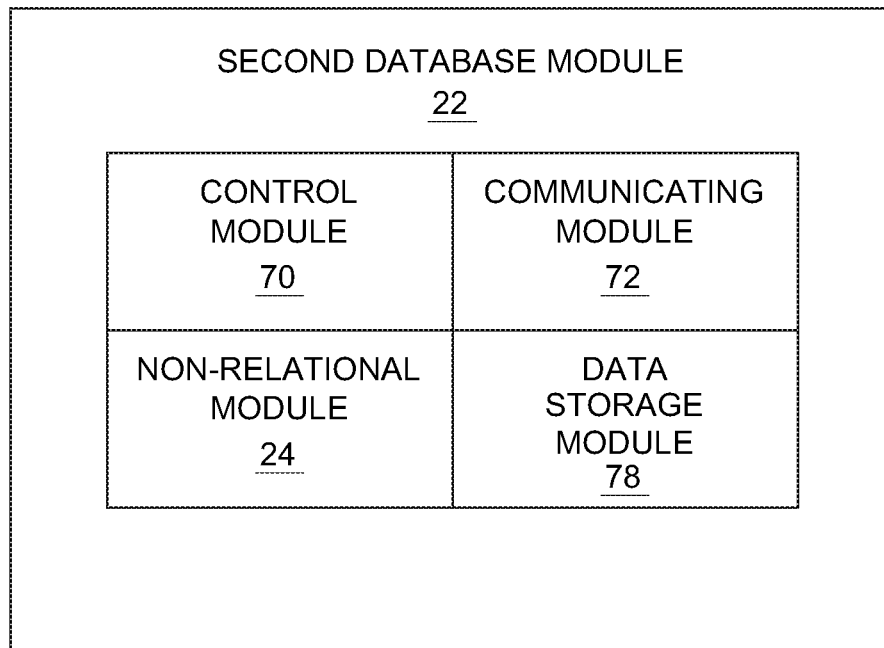 SECOND DATABASE MODULE
22
CONTROL
MODULE
70
COMMUNICATING
MODULE
72
NON-RELATIONAL
MODULE
24
DATA
STORAGE
MODULE
78